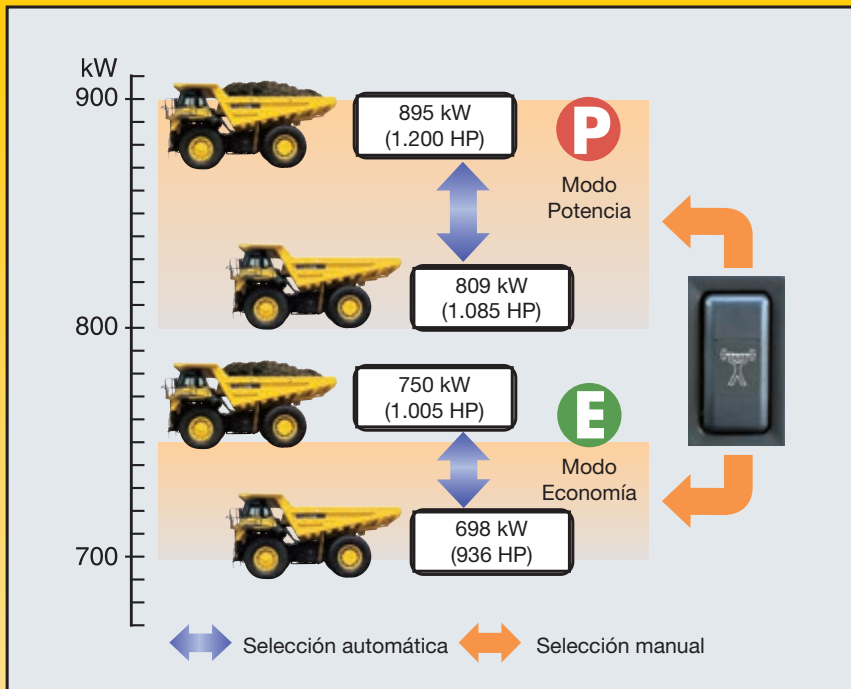 kW
900
895 kW
(1.200 HP)
P
Modo
Potencia
809 kW
(1.085 HP)
800
750 kW
(1.005 HP)
E
Modo
Economía
698 kW
(936 HP)
700
Selección automática
Selección manual